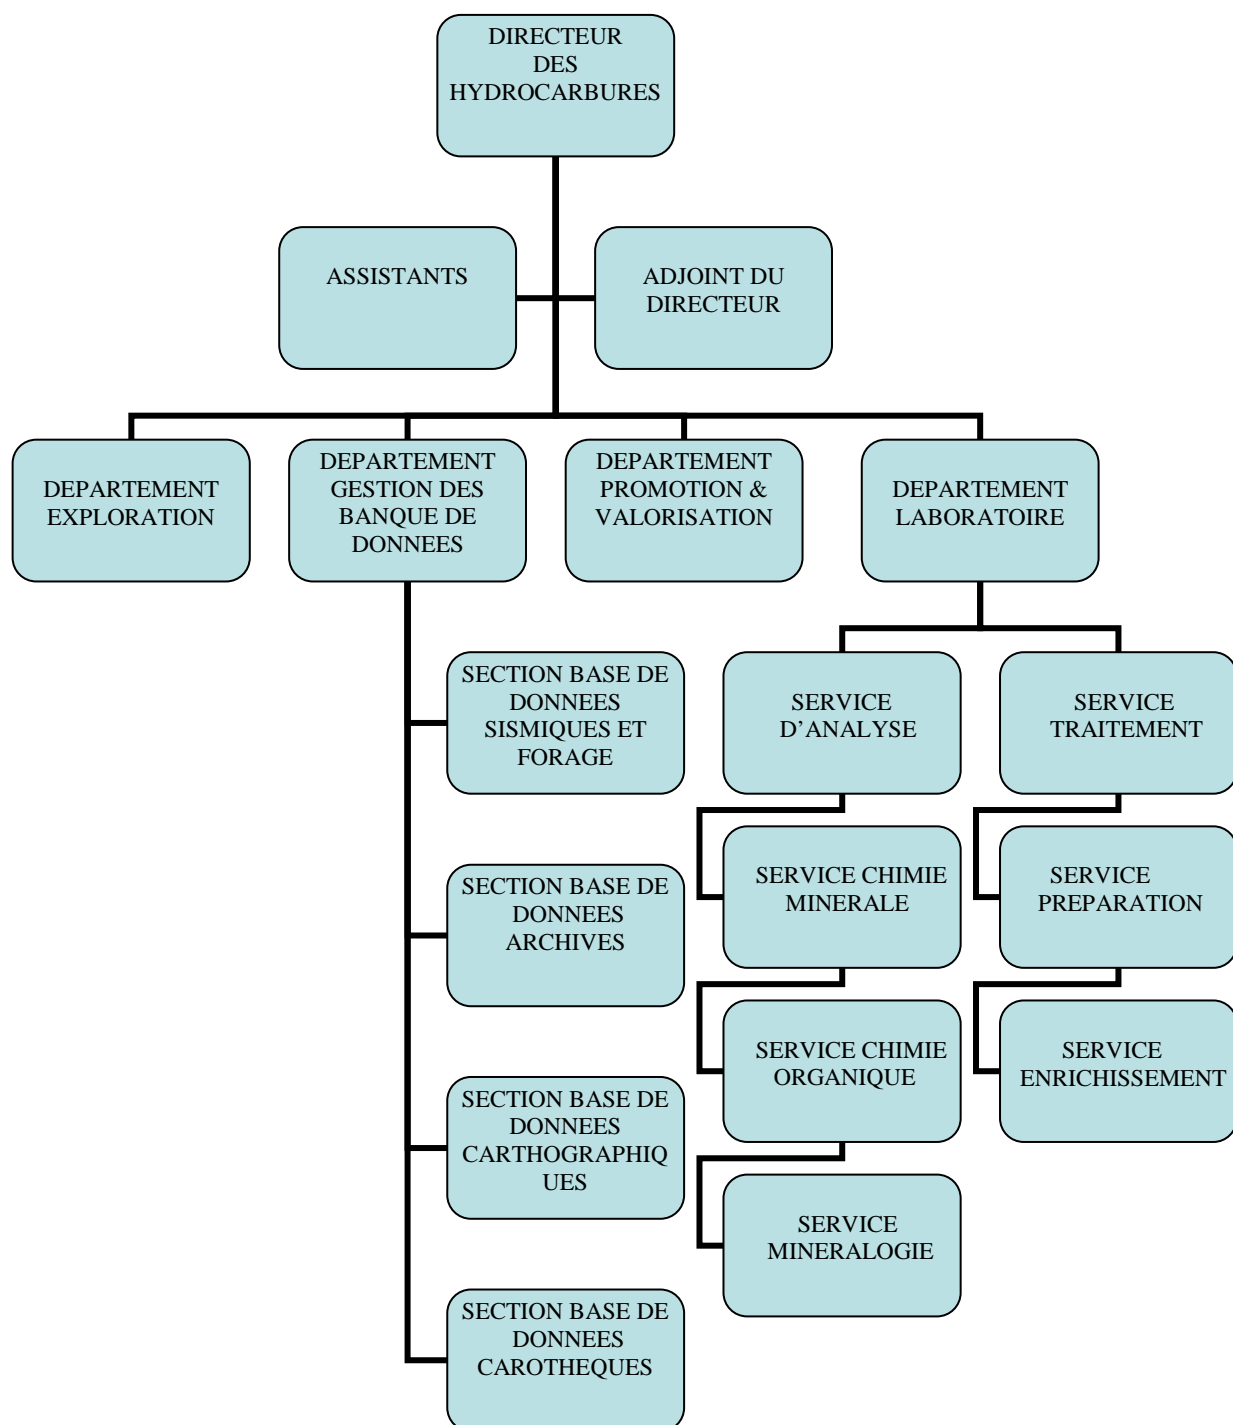 DIRECTEUR
DES
HYDROCARBURES
ASSISTANTS
ADJOINT DU
DIRECTEUR
DEPARTEMENT
EXPLORATION
DEPARTEMENT
GESTION DES
BANQUE DE
DONNEES
DEPARTEMENT
PROMOTION &
VALORISATION
DEPARTEMENT
LABORATOIRE
SECTION BASE DE
DONNEES
SISMIQUES ET
FORAGE
SERVICE
D’ANALYSE
SERVICE
TRAITEMENT
SECTION BASE DE
DONNEES
ARCHIVES
SERVICE CHIMIE
MINERALE
SERVICE
PREPARATION
SERVICE CHIMIE
ORGANIQUE
SERVICE
ENRICHISSEMENT
SECTION BASE DE
DONNEES
CARTHOGRAPHIQ
UES
SERVICE
MINERALOGIE
SECTION BASE DE
DONNEES
CAROTHEQUES